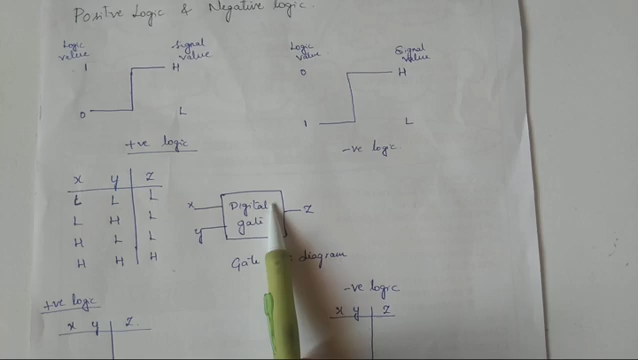 Positive Logic & Negative Logic.
Logic value
Signal value
1 H
0 L
+ve logic
Logic value
Signal value
0 H
1 L
-ve logic
x y z
L L L
L H L
H L L
H H H
x
y
Digital gate
z
Gate diagram
+ve logic
x y z
-ve logic
x y z